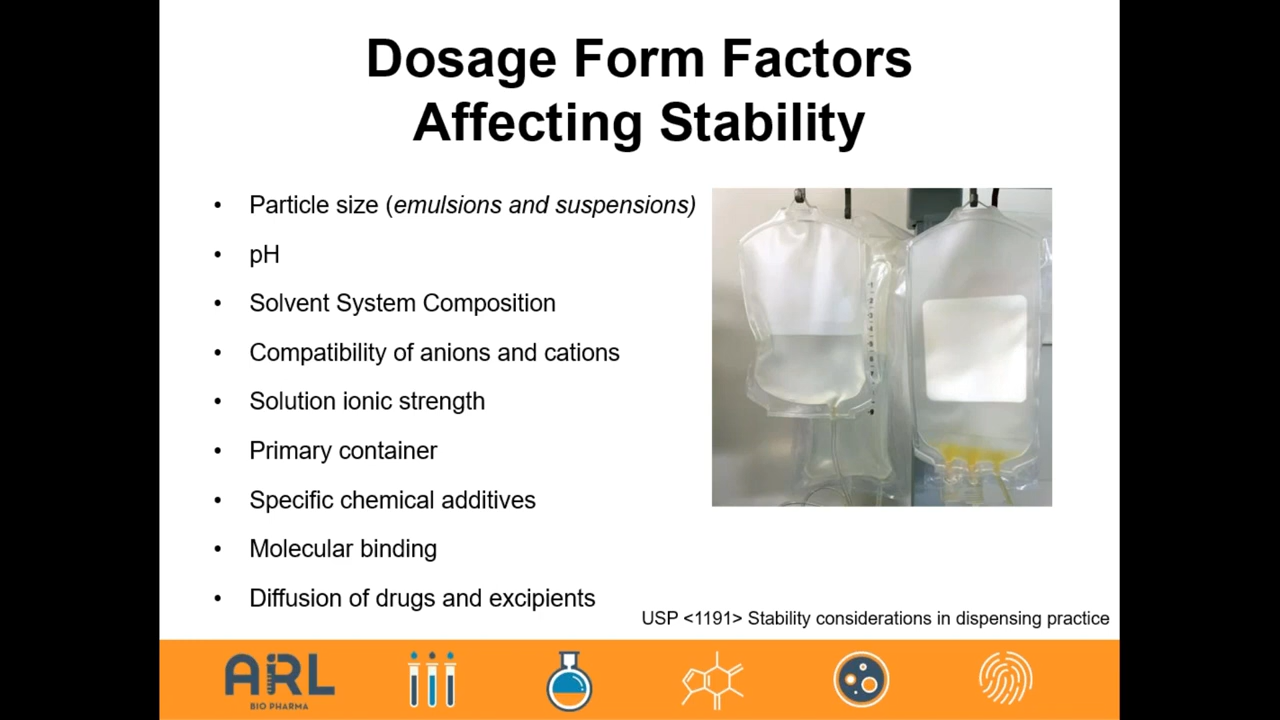 Dosage Form Factors
Affecting Stability
• Particle size (emulsions and suspensions)
• pH
• Solvent System Composition
• Compatibility of anions and cations
• Solution ionic strength
• Primary container
• Specific chemical additives
• Molecular binding
• Diffusion of drugs and excipients
USP <1191> Stability considerations in dispensing practice
ARL
BIO PHARMA